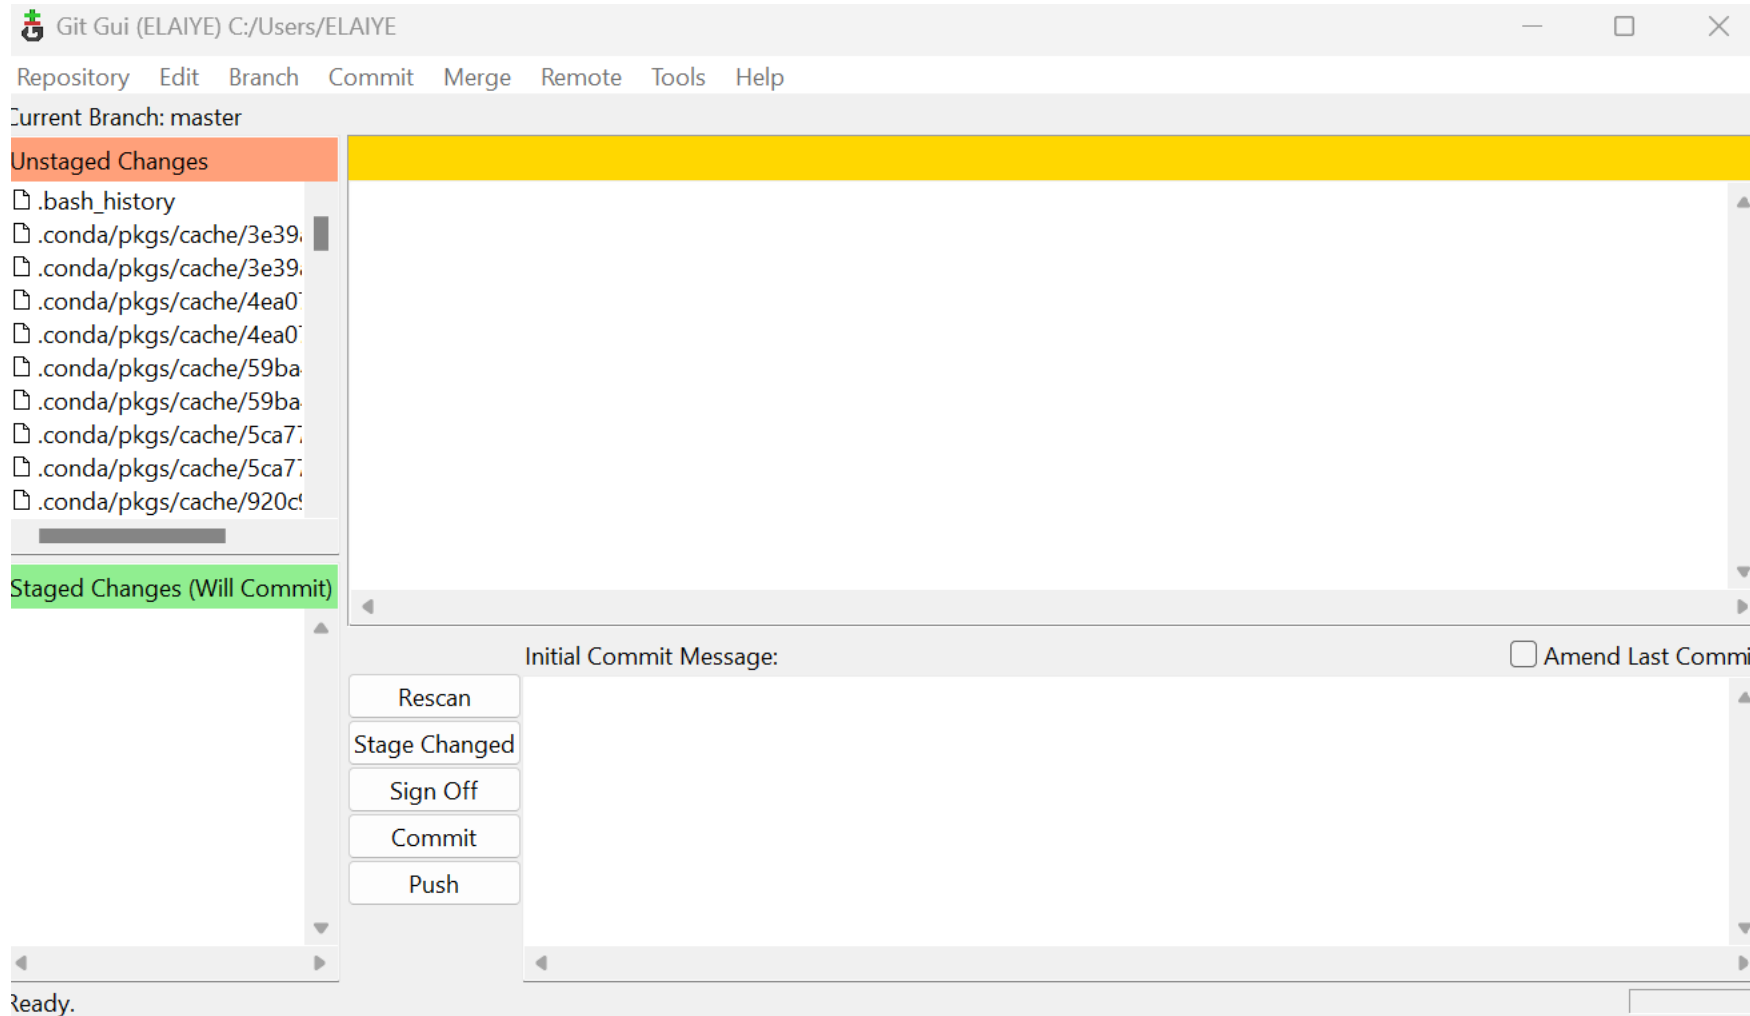 Git Gui (ELAIYE) C:/Users/ELAIYE
Repository Edit Branch Commit Merge Remote Tools Help
Current Branch: master
Unstaged Changes
.bash_history
.conda/pkgs/cache/3e39
.conda/pkgs/cache/3e39
.conda/pkgs/cache/4ea0
.conda/pkgs/cache/4ea0
.conda/pkgs/cache/59ba
.conda/pkgs/cache/59ba
.conda/pkgs/cache/5ca7
.conda/pkgs/cache/5ca7
.conda/pkgs/cache/920c
Staged Changes (Will Commit)
Initial Commit Message:
Amend Last Commi
Rescan
Stage Changed
Sign Off
Commit
Push
Ready.